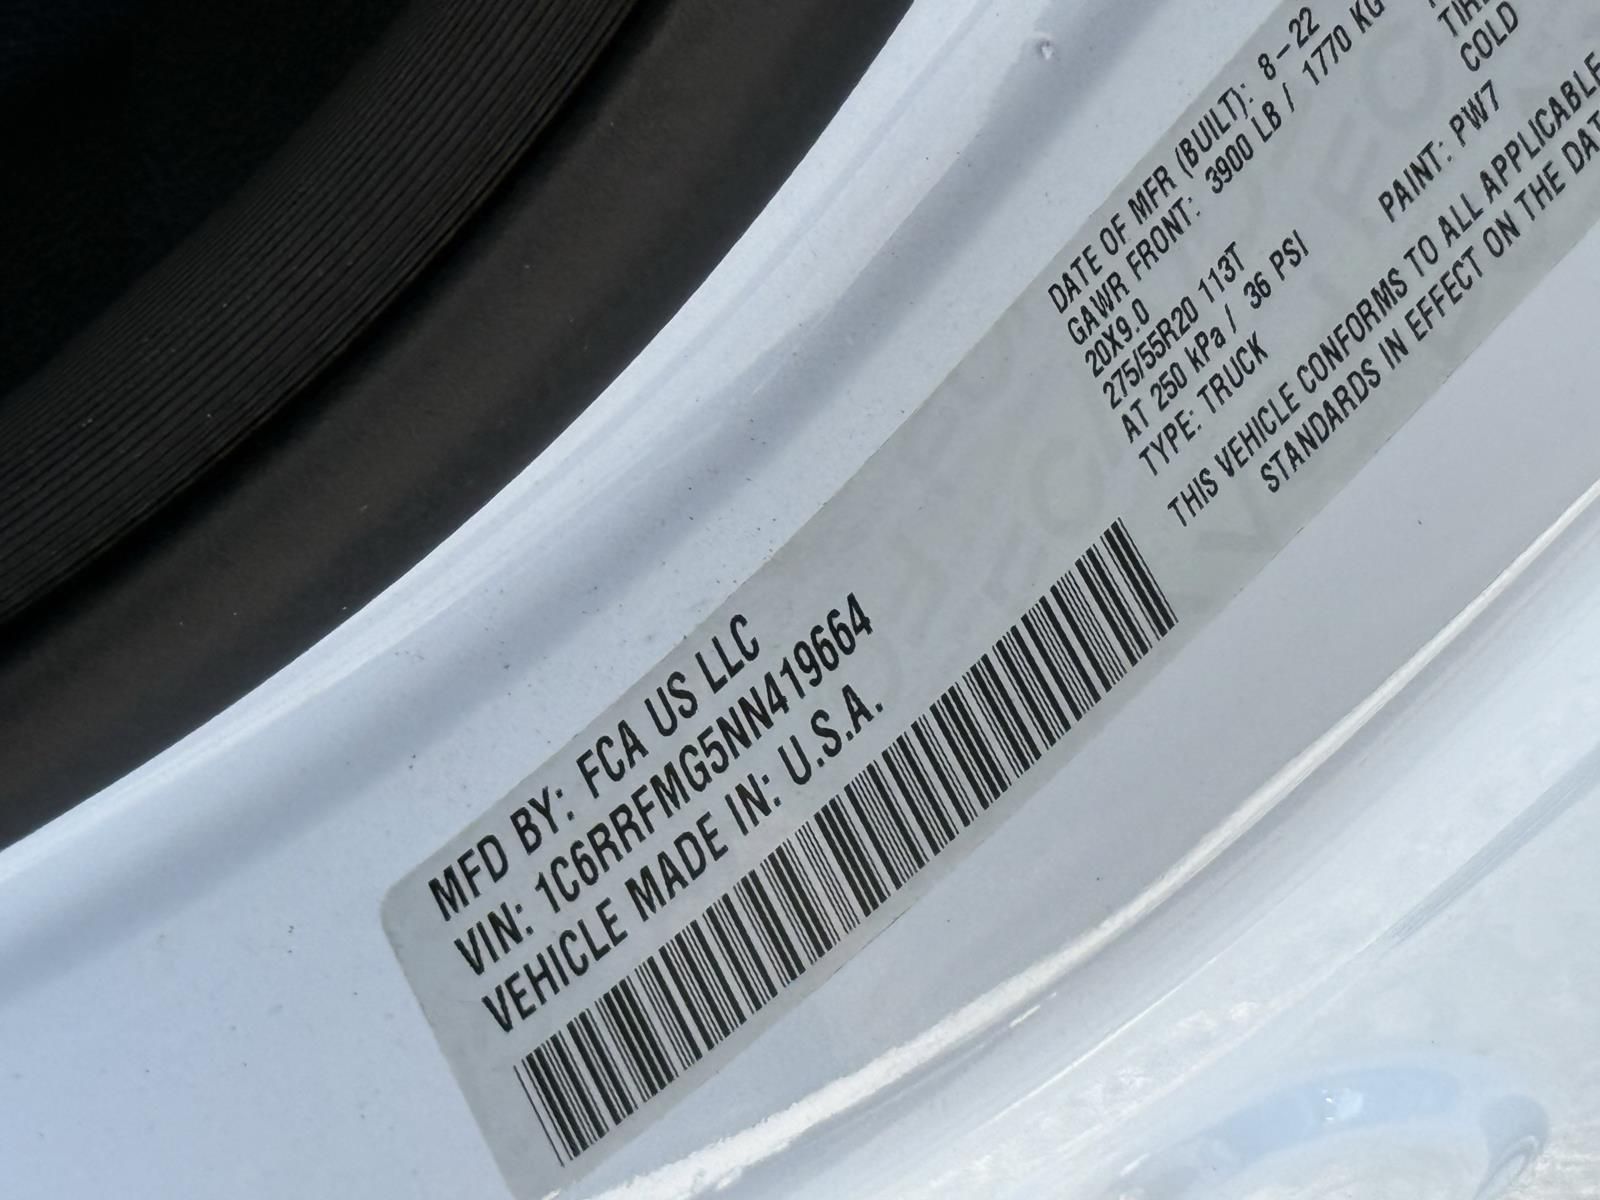 MFD BY: FCA US LLC
VIN: 1C6RRFMG5NN419664
VEHICLE MADE IN: U.S.A.
DATE OF MFR (BUILT): 8-22
GAWR FRONT: 3900 LB / 1770 KG
20X9.0
275/55R20 113T
AT 250 kPa / 36 PSI COLD
TYPE: TRUCK PAINT: PW7
THIS VEHICLE CONFORMS TO ALL APPLICABLE
STANDARDS IN EFFECT ON THE